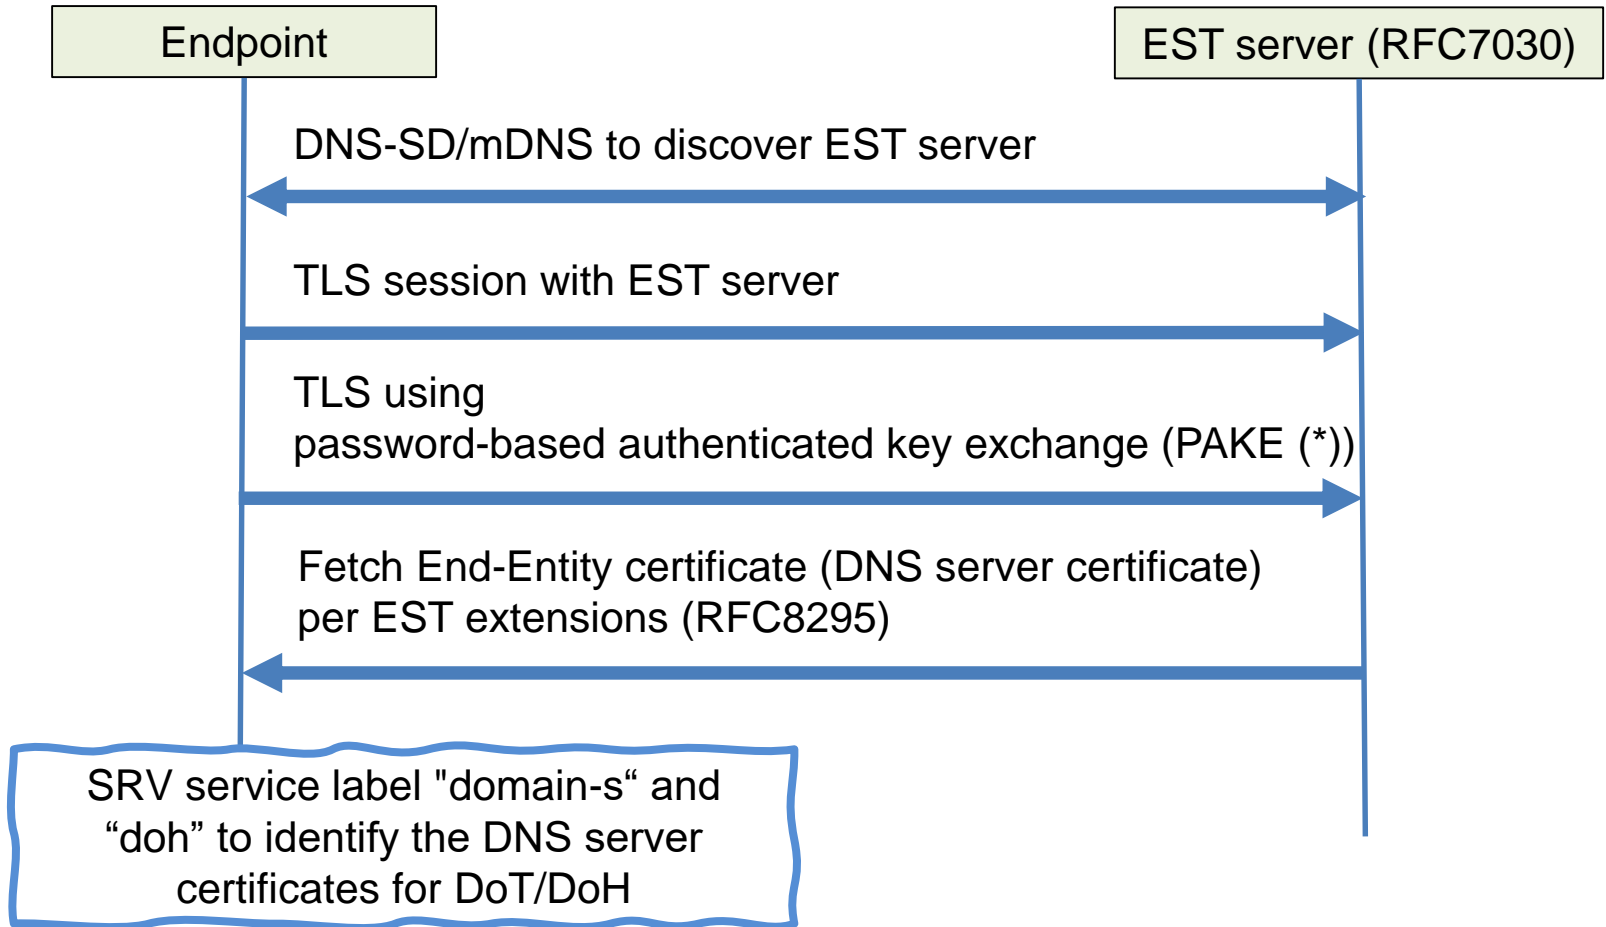 Endpoint
EST server (RFC7030)
DNS-SD/mDNS to discover EST server
TLS session with EST server
TLS using
password-based authenticated key exchange (PAKE (*))
Fetch End-Entity certificate (DNS server certificate)
per EST extensions (RFC8295)
SRV service label "domain-s“ and
“doh” to identify the DNS server
certificates for DoT/DoH